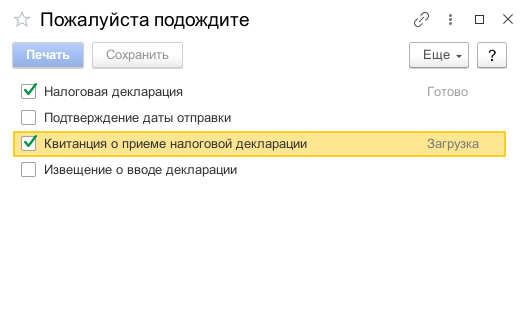 Пожалуйста подождите
Печать Сохранить Еще ?
Налоговая декларация Готово
Подтверждение даты отправки
Квитанция о приеме налоговой декларации Загрузка
Извещение о вводе декларации